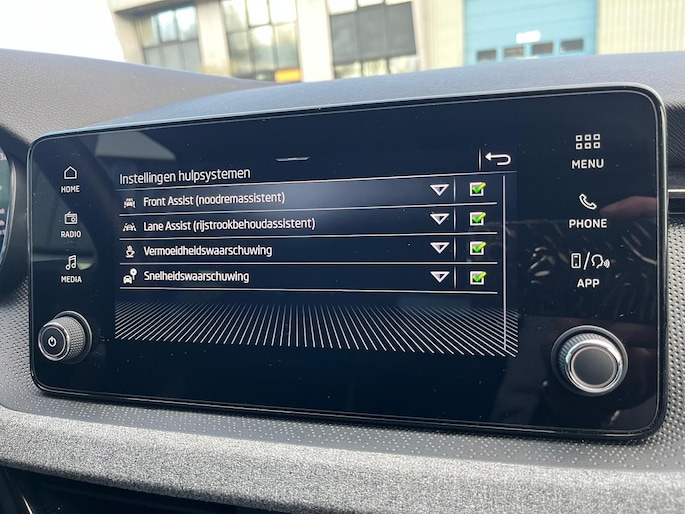 Instellingen hulpsystemen
Front Assist (noodremassistent)
Lane Assist (rijstrookbehoudassistent)
Vermoeidheidswaarschuwing
Snelheidswaarschuwing
HOME
RADIO
MEDIA
MENU
PHONE
APP